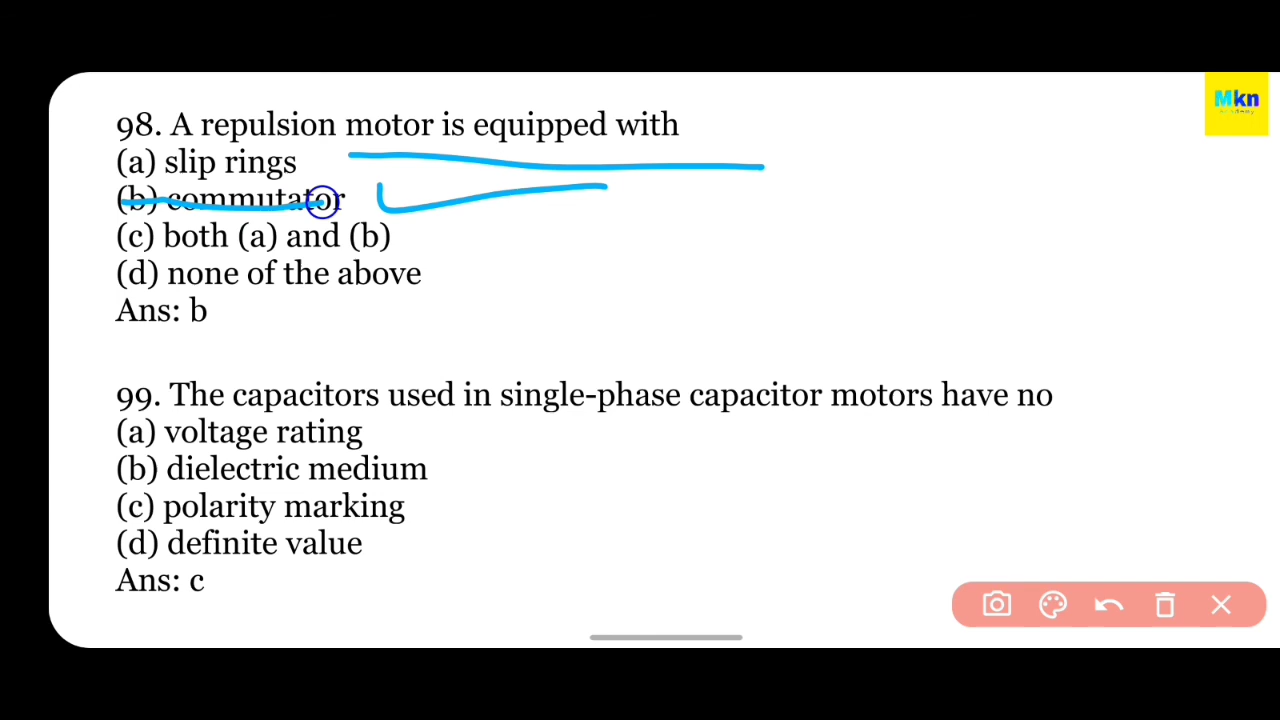 Mkn
Academy
98. A repulsion motor is equipped with
(a) slip rings
(b) commutator
(c) both (a) and (b)
(d) none of the above
Ans: b
99. The capacitors used in single-phase capacitor motors have no
(a) voltage rating
(b) dielectric medium
(c) polarity marking
(d) definite value
Ans: c